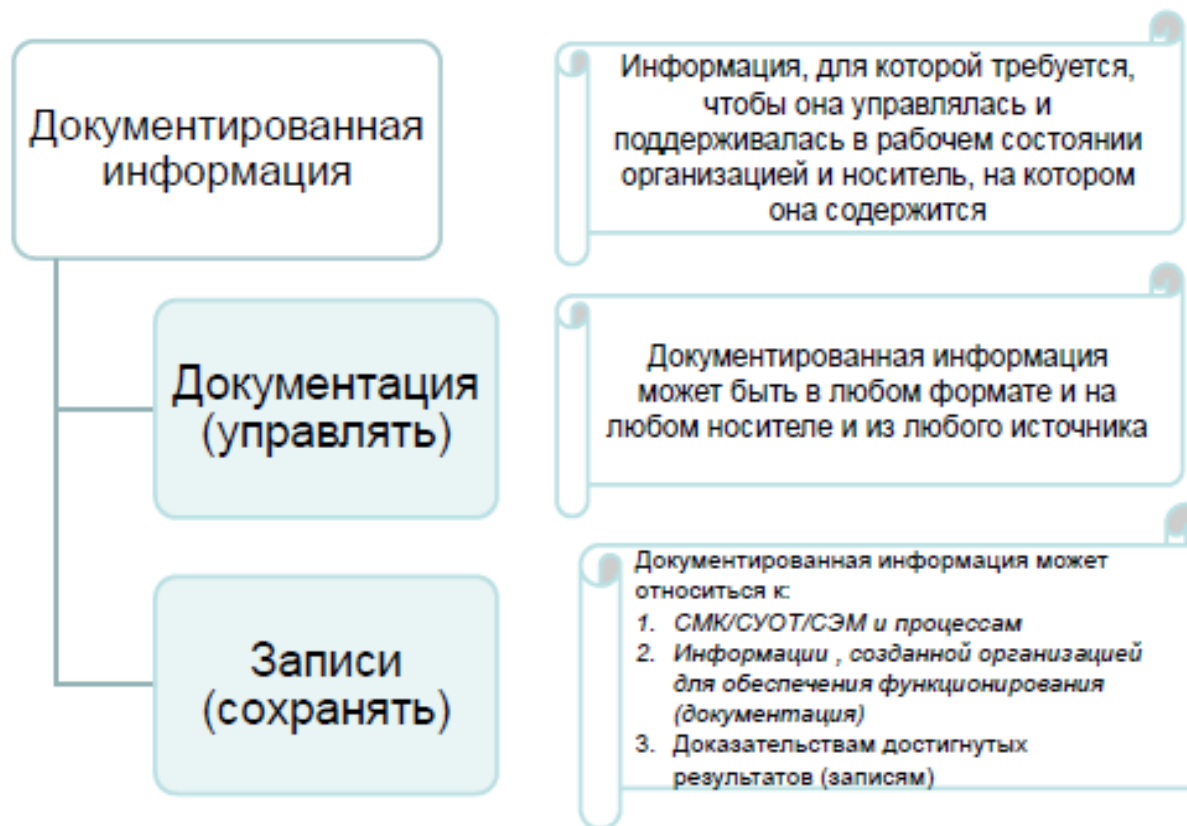 Документированная
информация
Информация, для которой требуется,
чтобы она управлялась и
поддерживалась в рабочем состоянии
организацией и носитель, на котором
она содержится
Документация
(управлять)
Документированная информация
может быть в любом формате и на
любом носителе и из любого источника
Записи
(сохранять)
Документированная информация может
относиться к:
1. СМК/СУОТ/СЭМ и процессам
2. Информации , созданной организацией
для обеспечения функционирования
(документация)
3. Доказательствам достигнутых
результатов (записям)